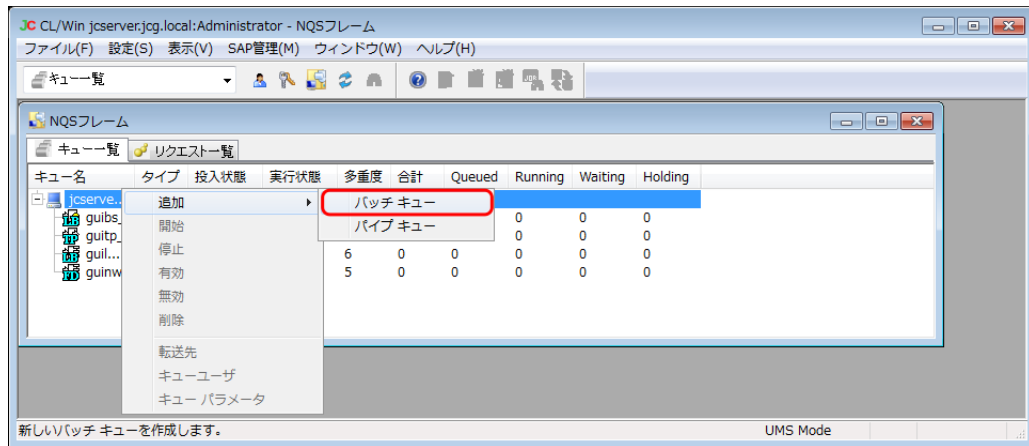 JC CL/Win jcserver.jcg.local:Administrator - NQSフレーム
ファイル(F) 設定(S) 表示(V) SAP管理(M) ウィンドウ(W) ヘルプ(H)
キュー一覧
NQSフレーム
キュー一覧 リクエスト一覧
キュー名 タイプ 投入状態 実行状態 多重度 合計 Queued Running Waiting Holding
jcserve... 追加 バッチ キュー
guibs_ 開始 0 0 0
guitp_ パイプ キュー 0 0 0
guil... 停止 6 0 0 0 0 0
guinw 有効 5 0 0 0 0 0
無効
削除
転送先
キューユーザ
キュー パラメータ
新しいバッチ キューを作成します。 UMS Mode